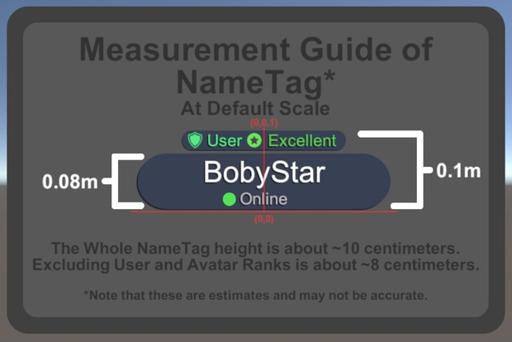 Measurement Guide of
NameTag*
At Default Scale
(0,0.1)
User Excellent
0.08m
BobyStar
0.1m
Online
(0,0)
The Whole NameTag height is about ~10 centimeters.
Excluding User and Avatar Ranks is about ~8 centimeters.
*Note that these are estimates and may not be accurate.